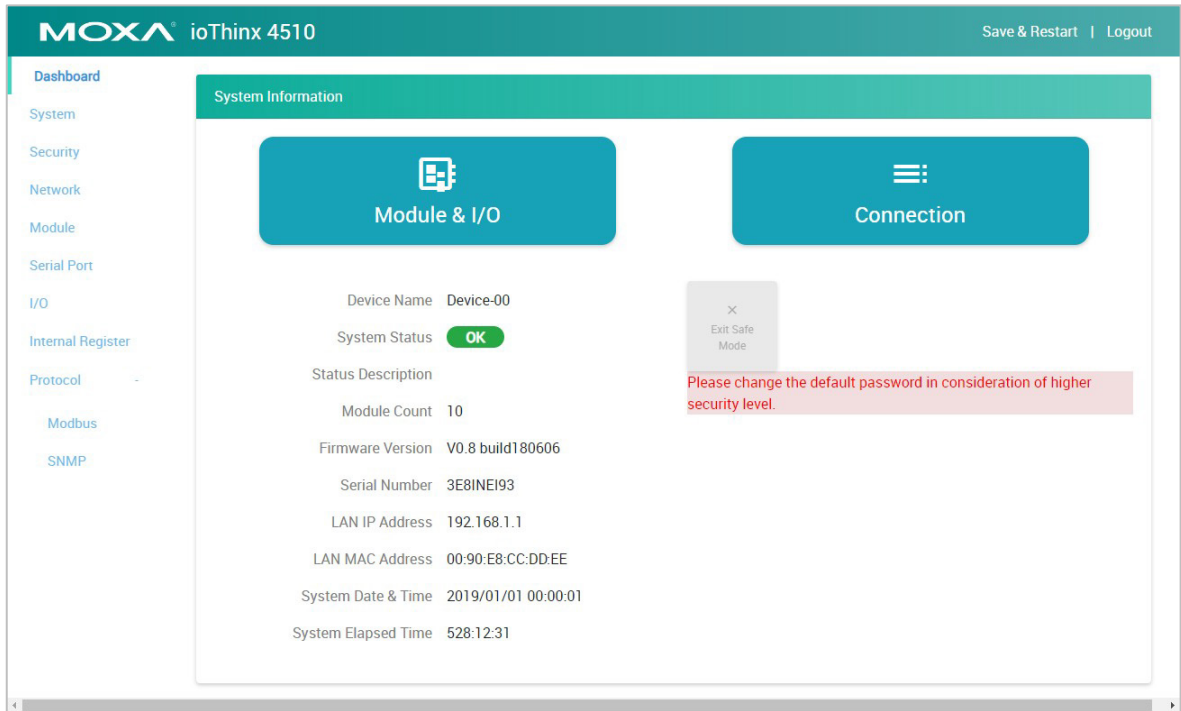 MOXA® ioThinx 4510
Save & Restart | Logout
Dashboard
System
Security
Network
Module
Serial Port
I/O
Internal Register
Protocol -
Modbus
SNMP
System Information
Module & I/O
Connection
Device Name Device-00
System Status OK
Status Description
Module Count 10
Firmware Version V0.8 build180606
Serial Number 3E8INEI93
LAN IP Address 192.168.1.1
LAN MAC Address 00:90:E8:CC:DD:EE
System Date & Time 2019/01/01 00:00:01
System Elapsed Time 528:12:31
× 
Exit Safe
Mode
Please change the default password in consideration of higher
security level.